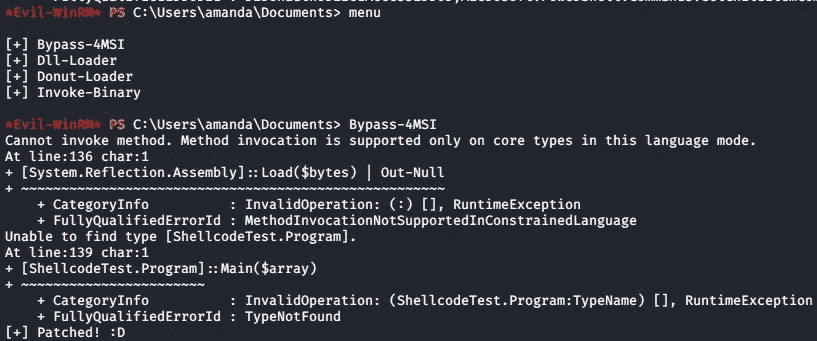 *Evil-WinRM* PS C:\Users\amanda\Documents> menu
[+] Bypass-4MSI
[+] Dll-Loader
[+] Donut-Loader
[+] Invoke-Binary
*Evil-WinRM* PS C:\Users\amanda\Documents> Bypass-4MSI
Cannot invoke method. Method invocation is supported only on core types in this language mode.
At line:136 char:1
+ [System.Reflection.Assembly]::Load($bytes) | Out-Null
+ ~~~~~~~~~~~~~~~~~~~~~~~~~~~~~~~~~~~~~~~~~~~~~~~~~~~~~
    + CategoryInfo          : InvalidOperation: (:) [], RuntimeException
    + FullyQualifiedErrorId : MethodInvocationNotSupportedInConstrainedLanguage
Unable to find type [ShellcodeTest.Program].
At line:139 char:1
+ [ShellcodeTest.Program]::Main($array)
+ ~~~~~~~~~~~~~~~~~~~~~~~
    + CategoryInfo          : InvalidOperation: (ShellcodeTest.Program:TypeName) [], RuntimeException
    + FullyQualifiedErrorId : TypeNotFound
[+] Patched! :D